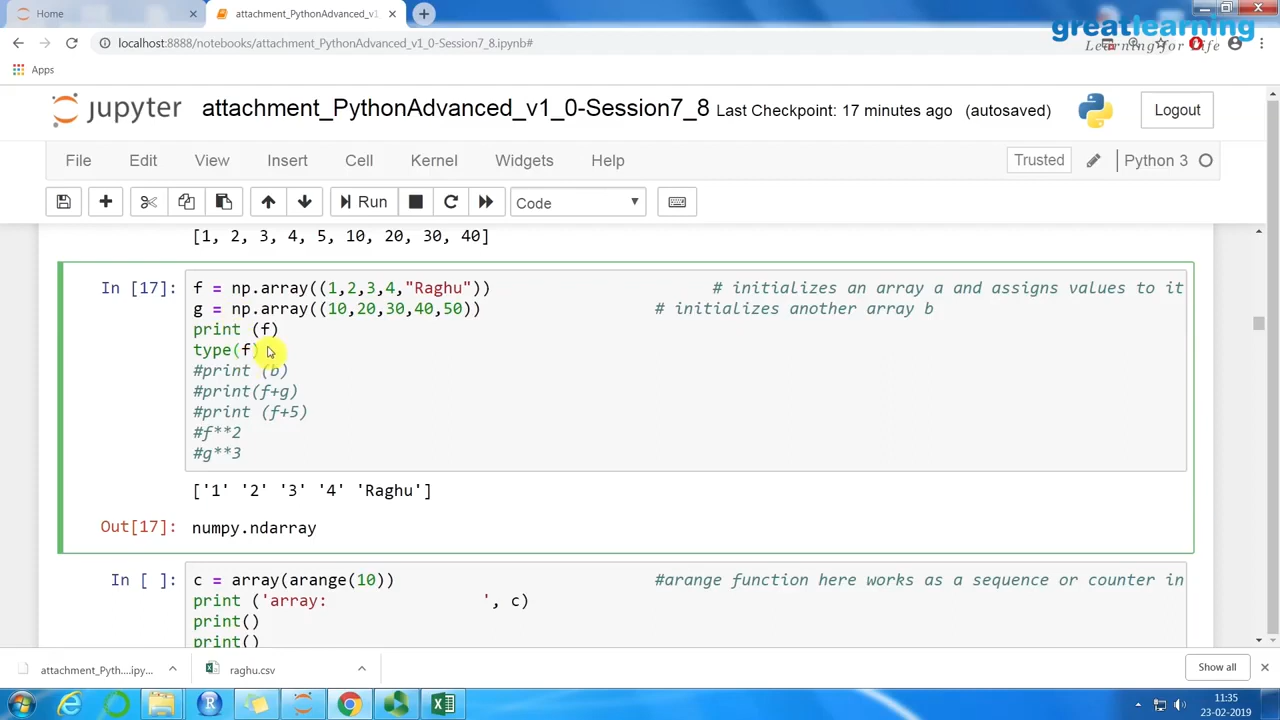 Home
attachment_PythonAdvanced_v1
greatlearning
Learning for Life
localhost:8888/notebooks/attachment_PythonAdvanced_v1_0-Session7_8.ipynb#
Apps
jupyter attachment_PythonAdvanced_v1_0-Session7_8 Last Checkpoint: 17 minutes ago (autosaved)
Logout
File Edit View Insert Cell Kernel Widgets Help
Trusted
Python 3
Run
Code
[1, 2, 3, 4, 5, 10, 20, 30, 40]
In [17]: f = np.array((1,2,3,4,"Raghu")) # initializes an array a and assigns values to it
g = np.array((10,20,30,40,50)) # initializes another array b
print (f)
type(f)
#print (b)
#print(f+g)
#print (f+5)
#f**2
#g**3
['1' '2' '3' '4' 'Raghu']
Out[17]: numpy.ndarray
In [ ]: c = array(arange(10)) #arange function here works as a sequence or counter in
print ('array: ', c)
print()
print()
attachment_Pyth....ipy...
raghu.csv
Show all
11:35
23-02-2019